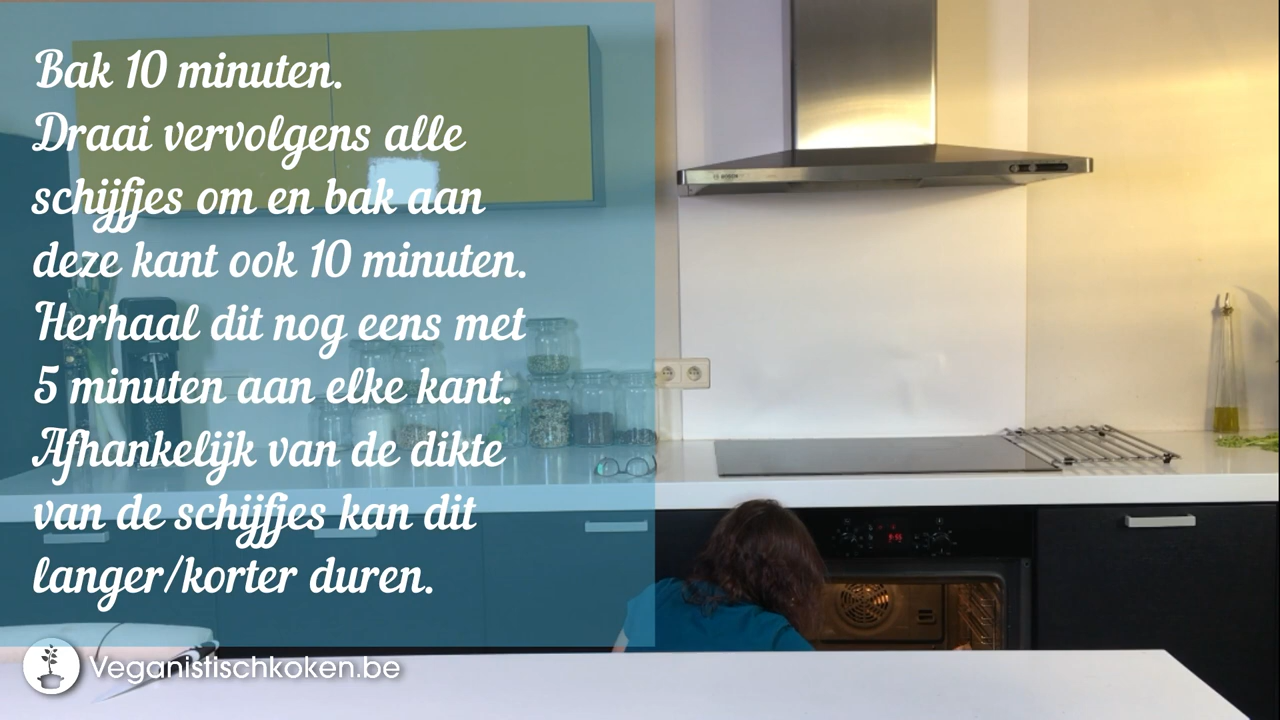 Bak 10 minuten.
Draai vervolgens alle
schijfjes om en bak aan
deze kant ook 10 minuten.
Herhaal dit nog eens met
5 minuten aan elke kant.
Afhankelijk van de dikte
van de schijfjes kan dit
langer/korter duren.
Veganistischkoken.be